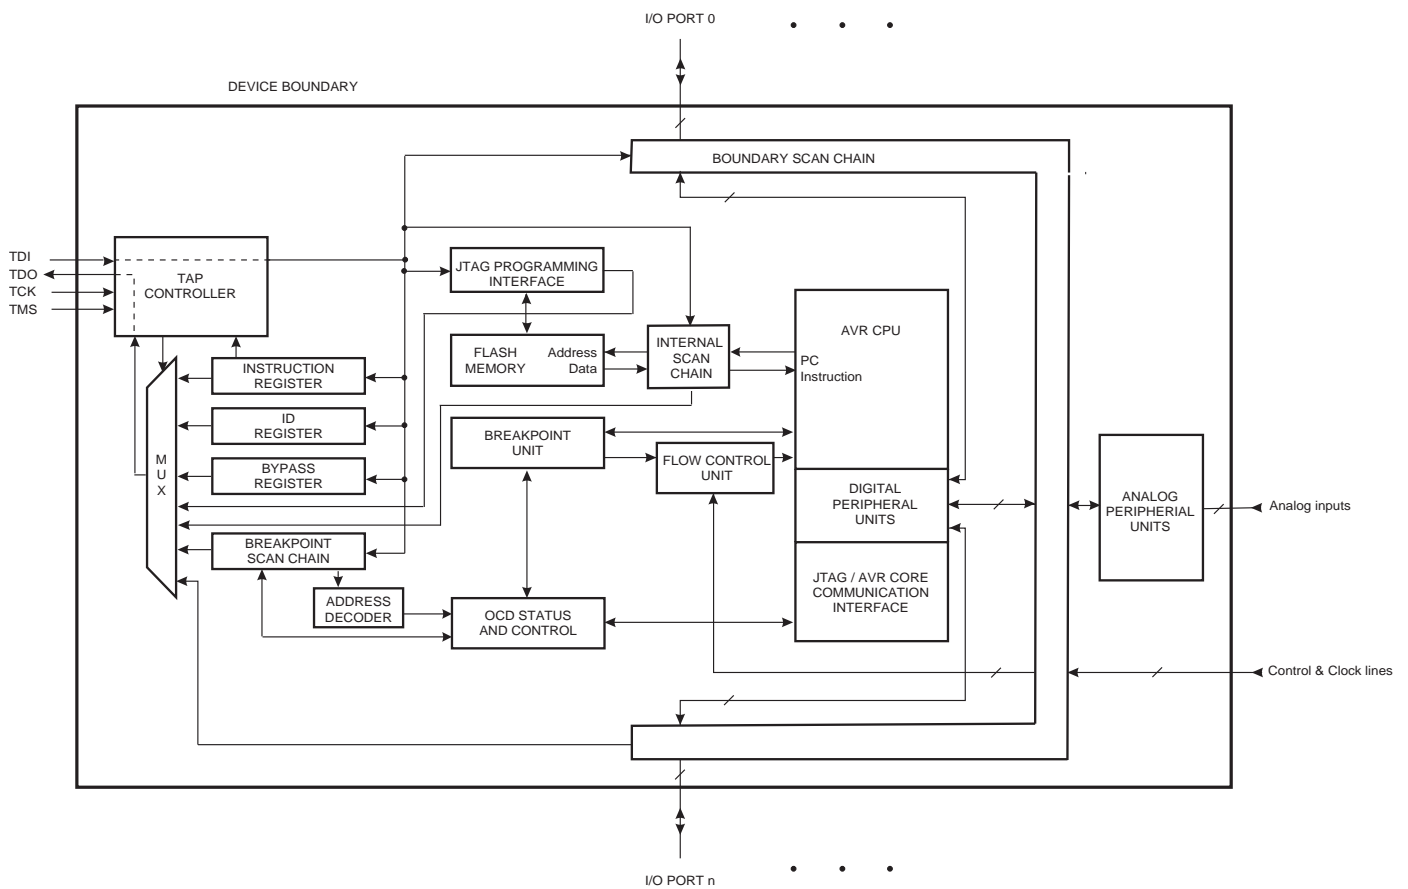 I/O PORT 0
DEVICE BOUNDARY
BOUNDARY SCAN CHAIN
TDI
TDO
TCK
TMS
TAP
CONTROLLER
JTAG PROGRAMMING
INTERFACE
AVR CPU
FLASH
MEMORY
Address
Data
INTERNAL
SCAN
CHAIN
PC
Instruction
INSTRUCTION
REGISTER
ID
REGISTER
BREAKPOINT
UNIT
FLOW CONTROL
UNIT
M
U
X
BYPASS
REGISTER
DIGITAL
PERIPHERAL
UNITS
ANALOG
PERIPHERIAL
UNITS
Analog inputs
BREAKPOINT
SCAN CHAIN
JTAG / AVR CORE
COMMUNICATION
INTERFACE
ADDRESS
DECODER
OCD STATUS
AND CONTROL
Control & Clock lines
I/O PORT n